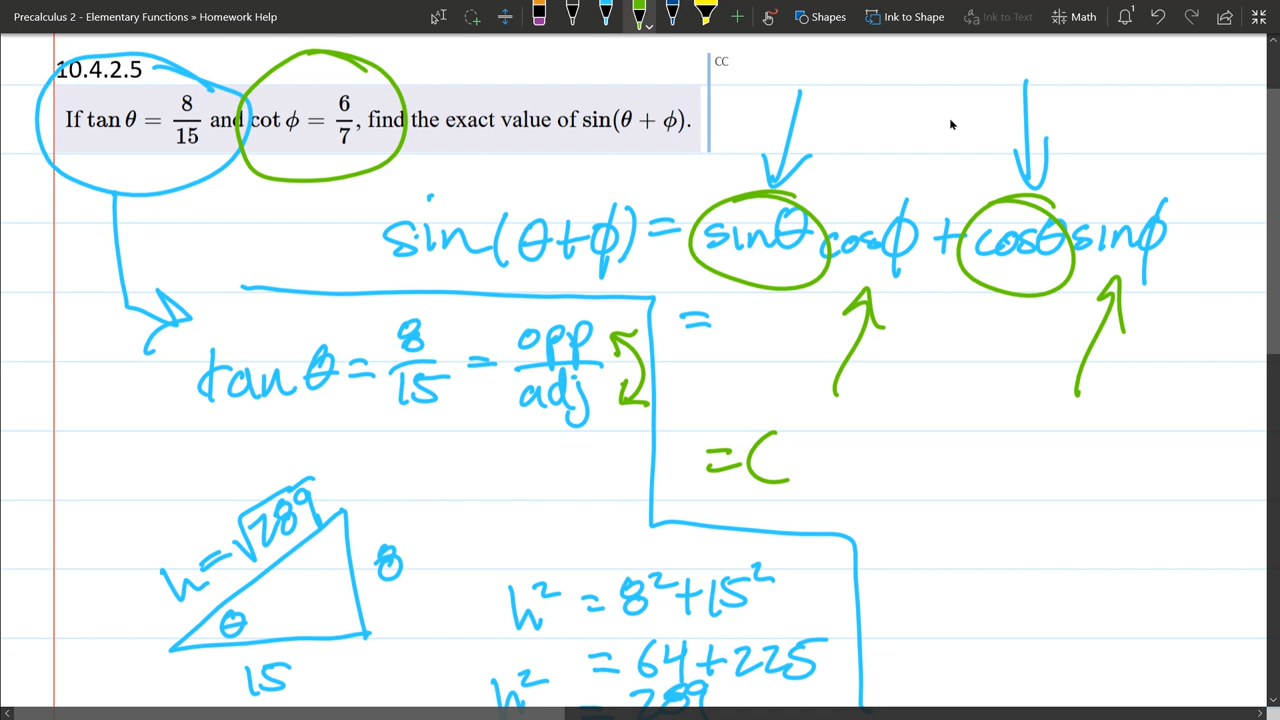 Precalculus 2 - Elementary Functions » Homework Help
Shapes
Ink to Shape
Ink to Text
Math
10.4.2.5
CC
If tan θ = 8/15 and cot ϕ = 6/7, find the exact value of sin(θ + ϕ).
sin(θ+ϕ) = sinθ cosϕ + cosθ sinϕ
=
tan θ = 8/15 = opp/adj
= (
h = √289
8
θ
15
h² = 8² + 15²
= 64 + 225
h² = 289